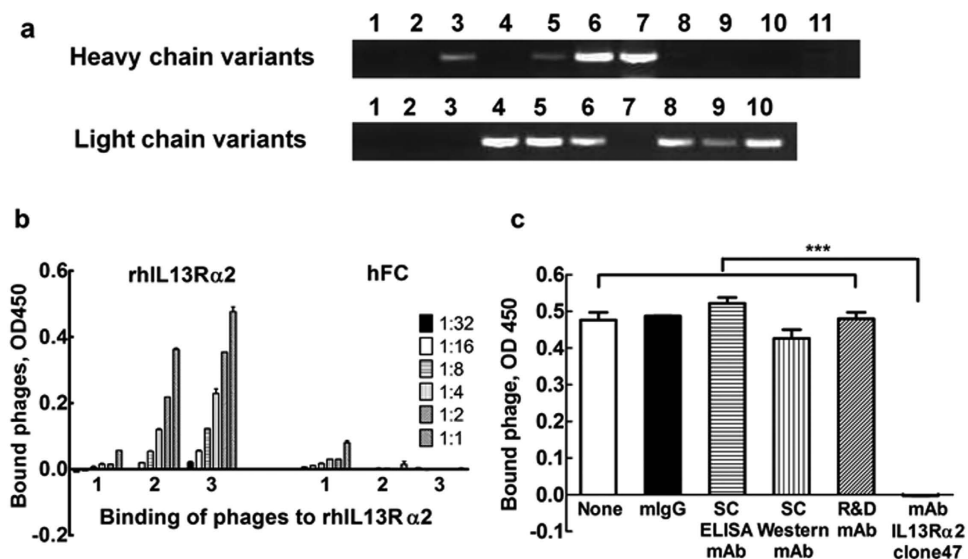 a
1 2 3 4 5 6 7 8 9 10 11
Heavy chain variants
1 2 3 4 5 6 7 8 9 10
Light chain variants
b
rhIL13Rα2
hFC
0.6
0.4
0.2
0.0
-0.2
Bound phages, OD450
1:32
1:16
1:8
1:4
1:2
1:1
1 2 3 1 2 3
Binding of phages to rhIL13R α2
c
***
0.6
0.5
0.4
0.3
0.2
0.1
0.0
-0.1
Bound phage, OD 450
None mIgG SC SC R&D mAb
ELISA Western mAb IL13Rα2
mAb mAb clone47